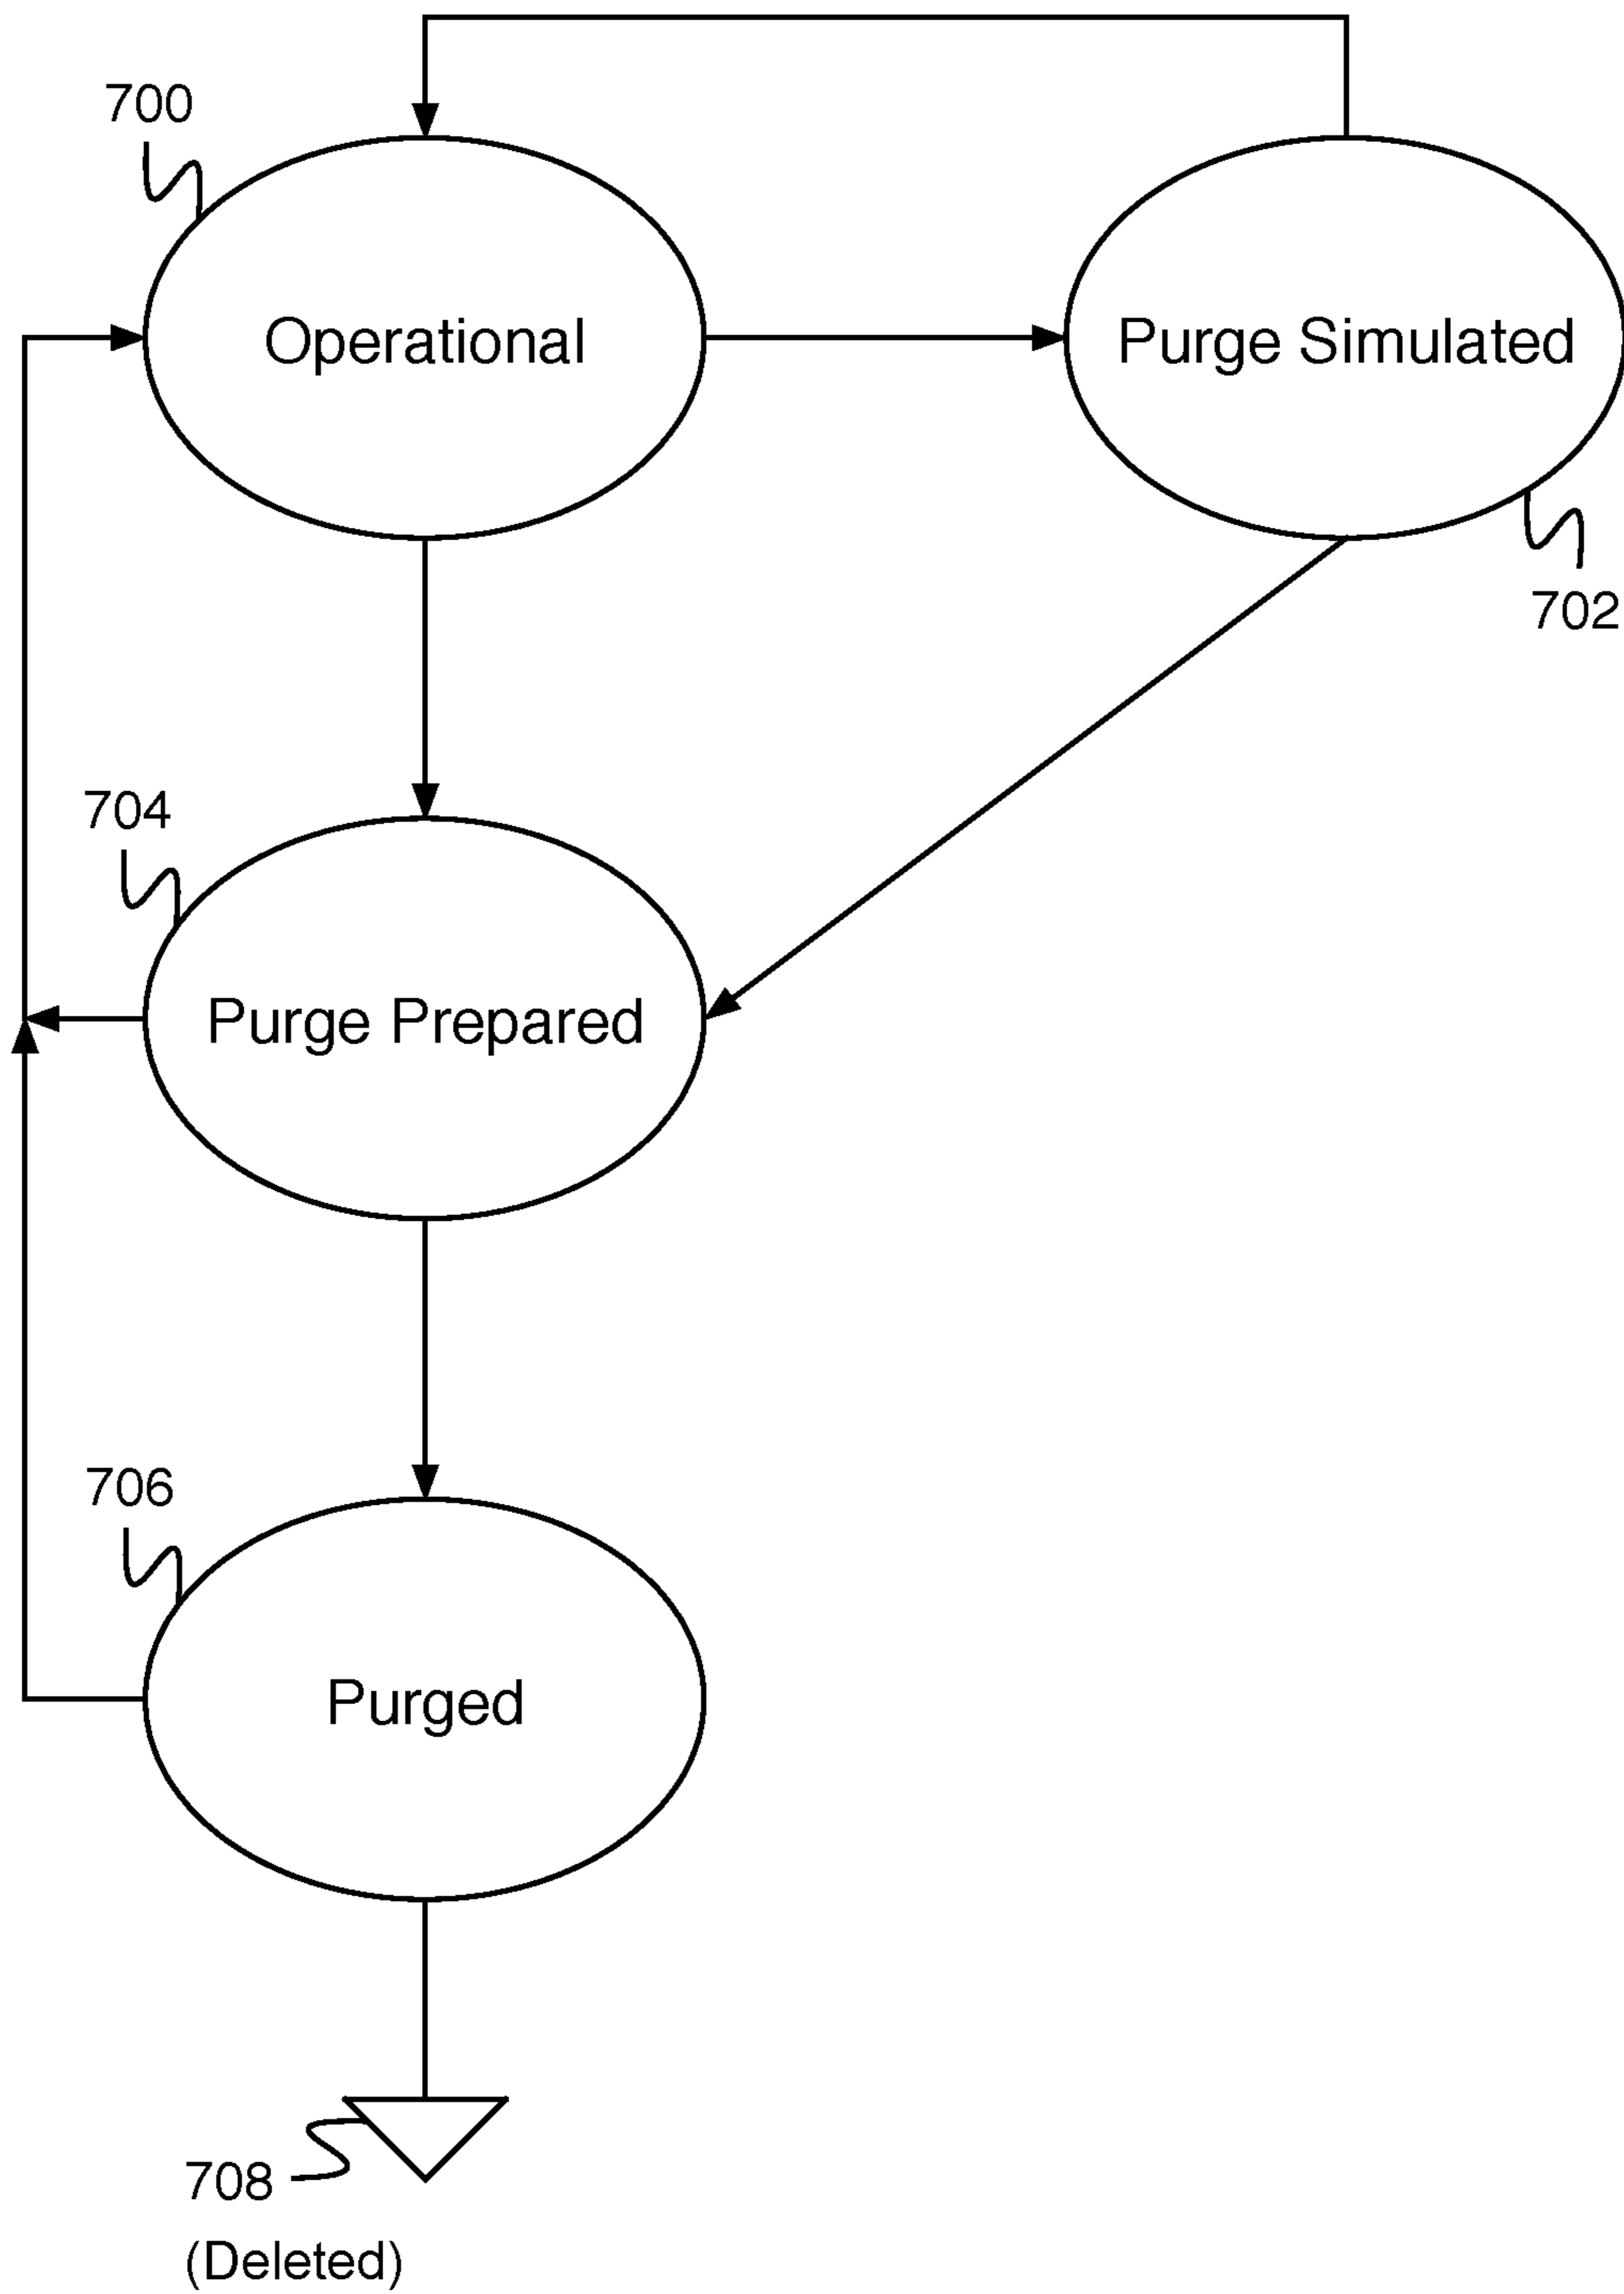 700
Operational
Purge Simulated
702
704
Purge Prepared
706
Purged
708
(Deleted)